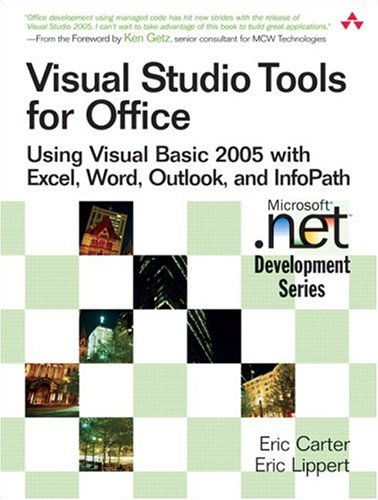 "Office development using managed code has hit new strides with the release of
Visual Studio 2005. I can't wait to take advantage of this book to build great applications."
—From the Foreword by Ken Getz, senior consultant for MCW Technologies
Visual Studio Tools
for Office
Using Visual Basic 2005 with
Excel, Word, Outlook, and InfoPath
Microsoft®
.net™
Development
Series
Eric Carter
Eric Lippert